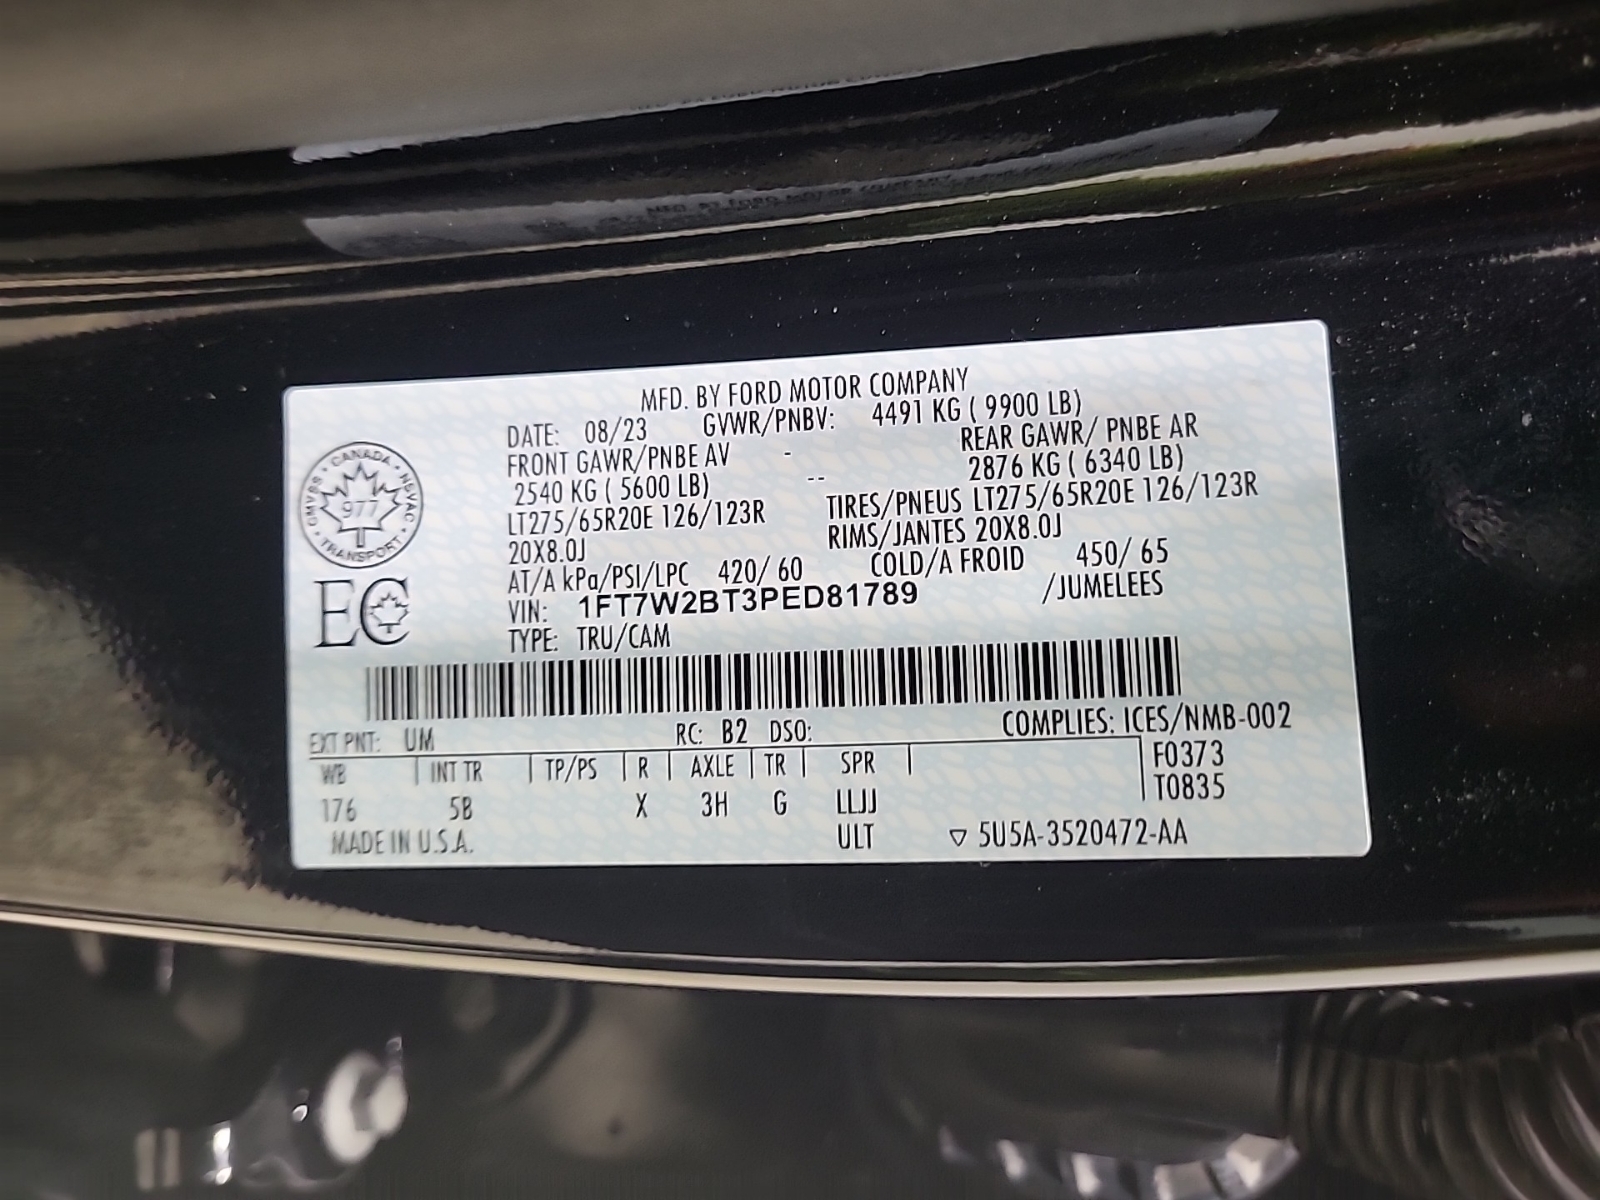 MFD. BY FORD MOTOR COMPANY
DATE: 08/23 GVWR/PNBV: 4491 KG ( 9900 LB)
FRONT GAWR/PNBE AV - REAR GAWR/ PNBE AR
2540 KG ( 5600 LB) -- 2876 KG ( 6340 LB)
LT275/65R20E 126/123R TIRES/PNEUS LT275/65R20E 126/123R
20X8.0J RIMS/JANTES 20X8.0J
AT/A kPa/PSI/LPC 420/ 60 COLD/A FROID 450/ 65
VIN: 1FT7W2BT3PED81789 /JUMELEES
TYPE: TRU/CAM
CANADA
CMVSS 977 NSVAC
TRANSPORT
EC
EXT PNT: UM RC: B2 DSO: COMPLIES: ICES/NMB-002
WB INT TR TP/PS R AXLE TR SPR F0373
176 5B X 3H G LLJJ T0835
MADE IN U.S.A. ULT ▽ 5U5A-3520472-AA